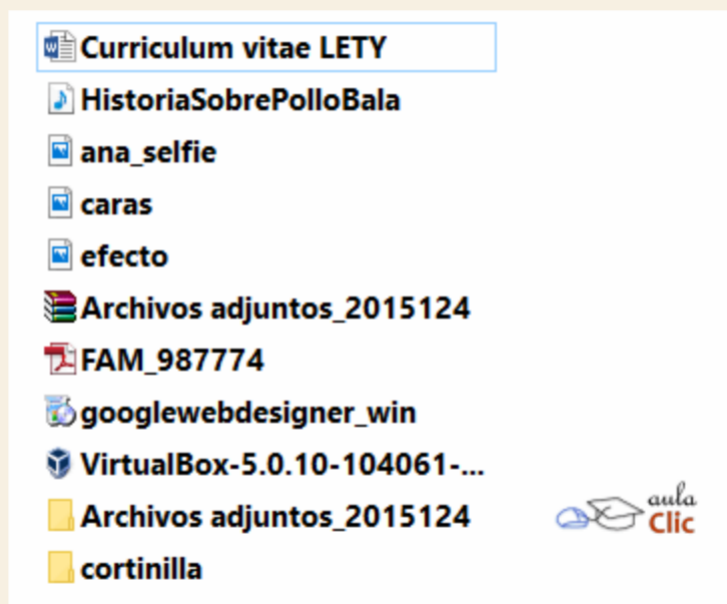 Curriculum vitae LETY
HistoriaSobrePolloBala
ana_selfie
caras
efecto
Archivos adjuntos_2015124
FAM_987774
googlewebdesigner_win
VirtualBox-5.0.10-104061-...
Archivos adjuntos_2015124
cortinilla
aula
Clic